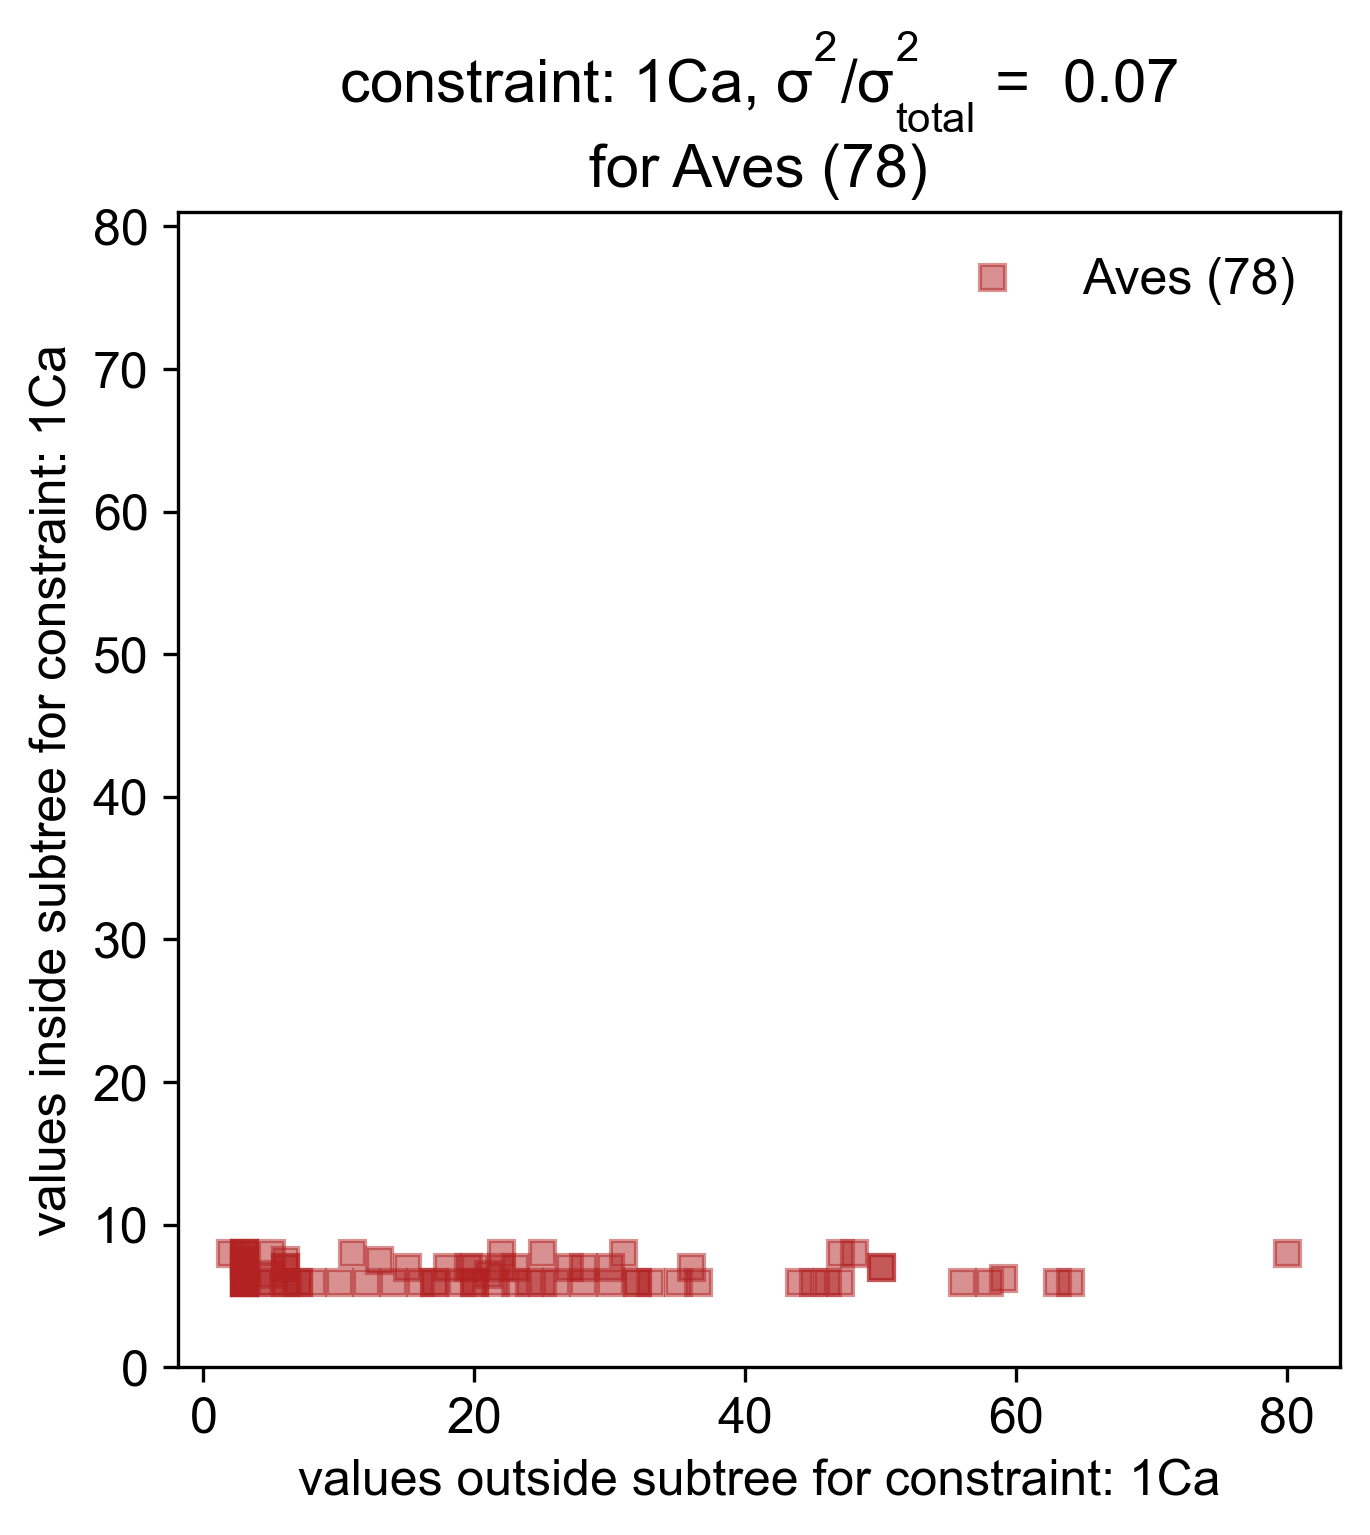 constraint: 1Ca, σ²/σ²total = 0.07
for Aves (78)
Aves (78)
80
70
60
50
40
30
20
10
0
values inside subtree for constraint: 1Ca
0 20 40 60 80
values outside subtree for constraint: 1Ca